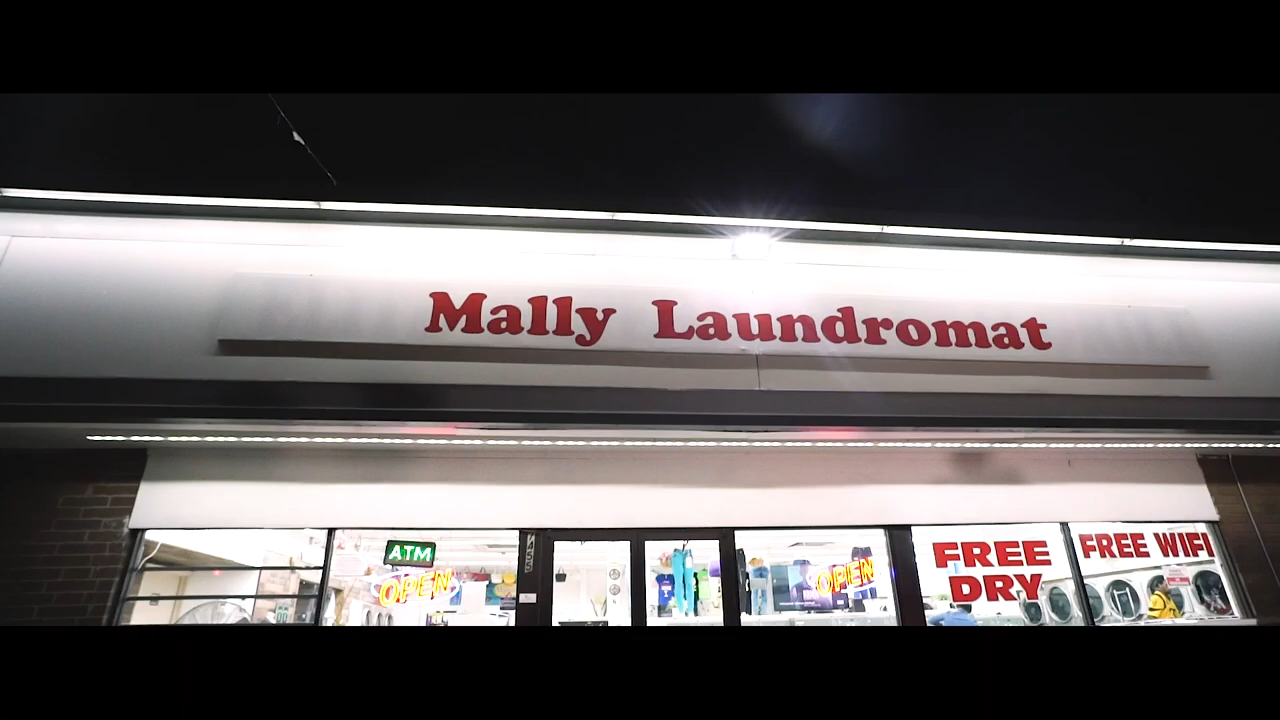 Mally Laundromat
ATM
OPEN
OPEN
FREE
DRY
FREE WIFI